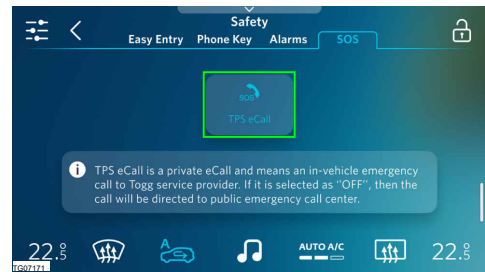 Safety
Easy Entry Phone Key Alarms SOS
SOS
TPS eCall
i TPS eCall is a private eCall and means an in-vehicle emergency
call to Togg service provider. If it is selected as "OFF", then the
call will be directed to public emergency call center.
22.5 A AUTO A/C 22.5
TG07171